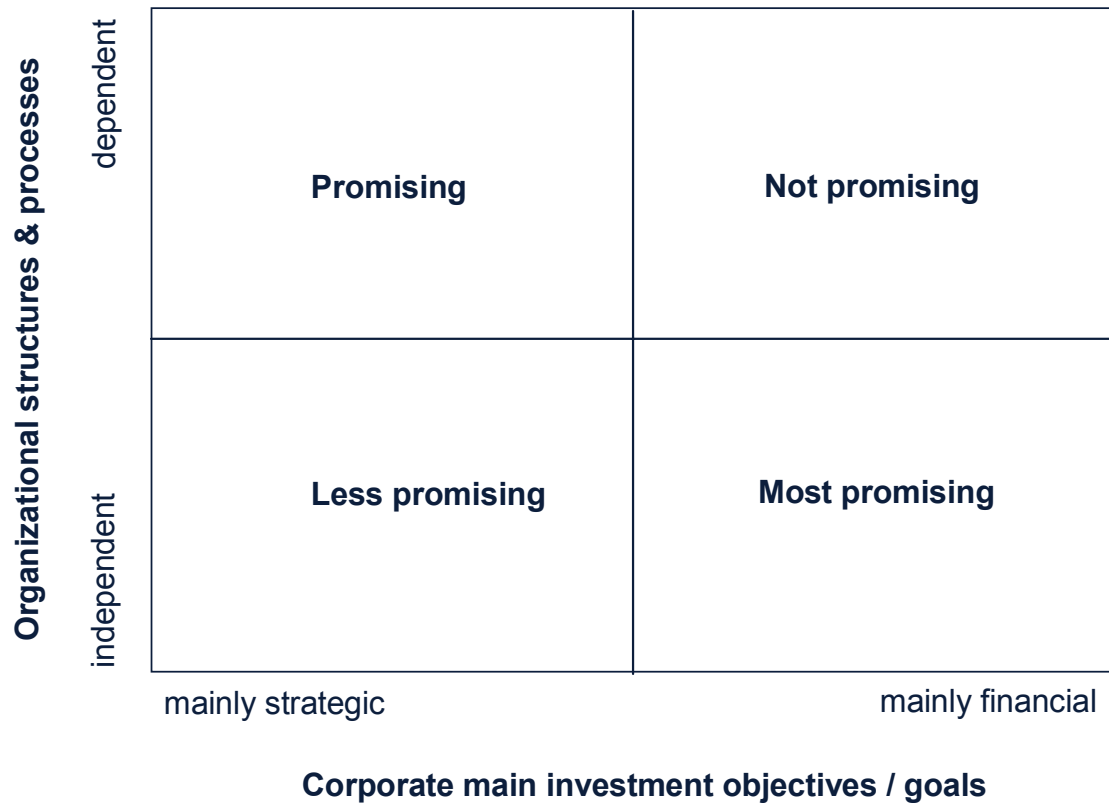 Organizational structures & processes
dependent
independent
Promising
Not promising
Less promising
Most promising
mainly strategic
mainly financial
Corporate main investment objectives / goals